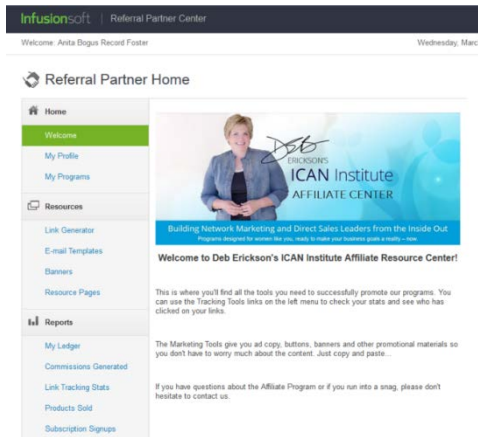 Infusionsoft | Referral Partner Center
Welcome: Anita Bogus Record Foster
Wednesday, Marc
Referral Partner Home
Home
Welcome
My Profile
My Programs
Resources
Link Generator
E-mail Templates
Banners
Resource Pages
Reports
My Ledger
Commissions Generated
Link Tracking Stats
Products Sold
Subscription Signups
Deb
ERICKSON'S
ICAN Institute
AFFILIATE CENTER
Building Network Marketing and Direct Sales Leaders from the Inside Out
Programs designed for women like you, ready to make your business goals a reality – now.
Welcome to Deb Erickson's ICAN Institute Affiliate Resource Center!
This is where you'll find all the tools you need to successfully promote our programs. You
can use the Tracking Tools links on the left menu to check your stats and see who has
clicked on your links.
The Marketing Tools give you ad copy, buttons, banners and other promotional materials so
you don't have to worry much about the content. Just copy and paste...
If you have questions about the Affiliate Program or if you run into a snag, please don't
hesitate to contact us.